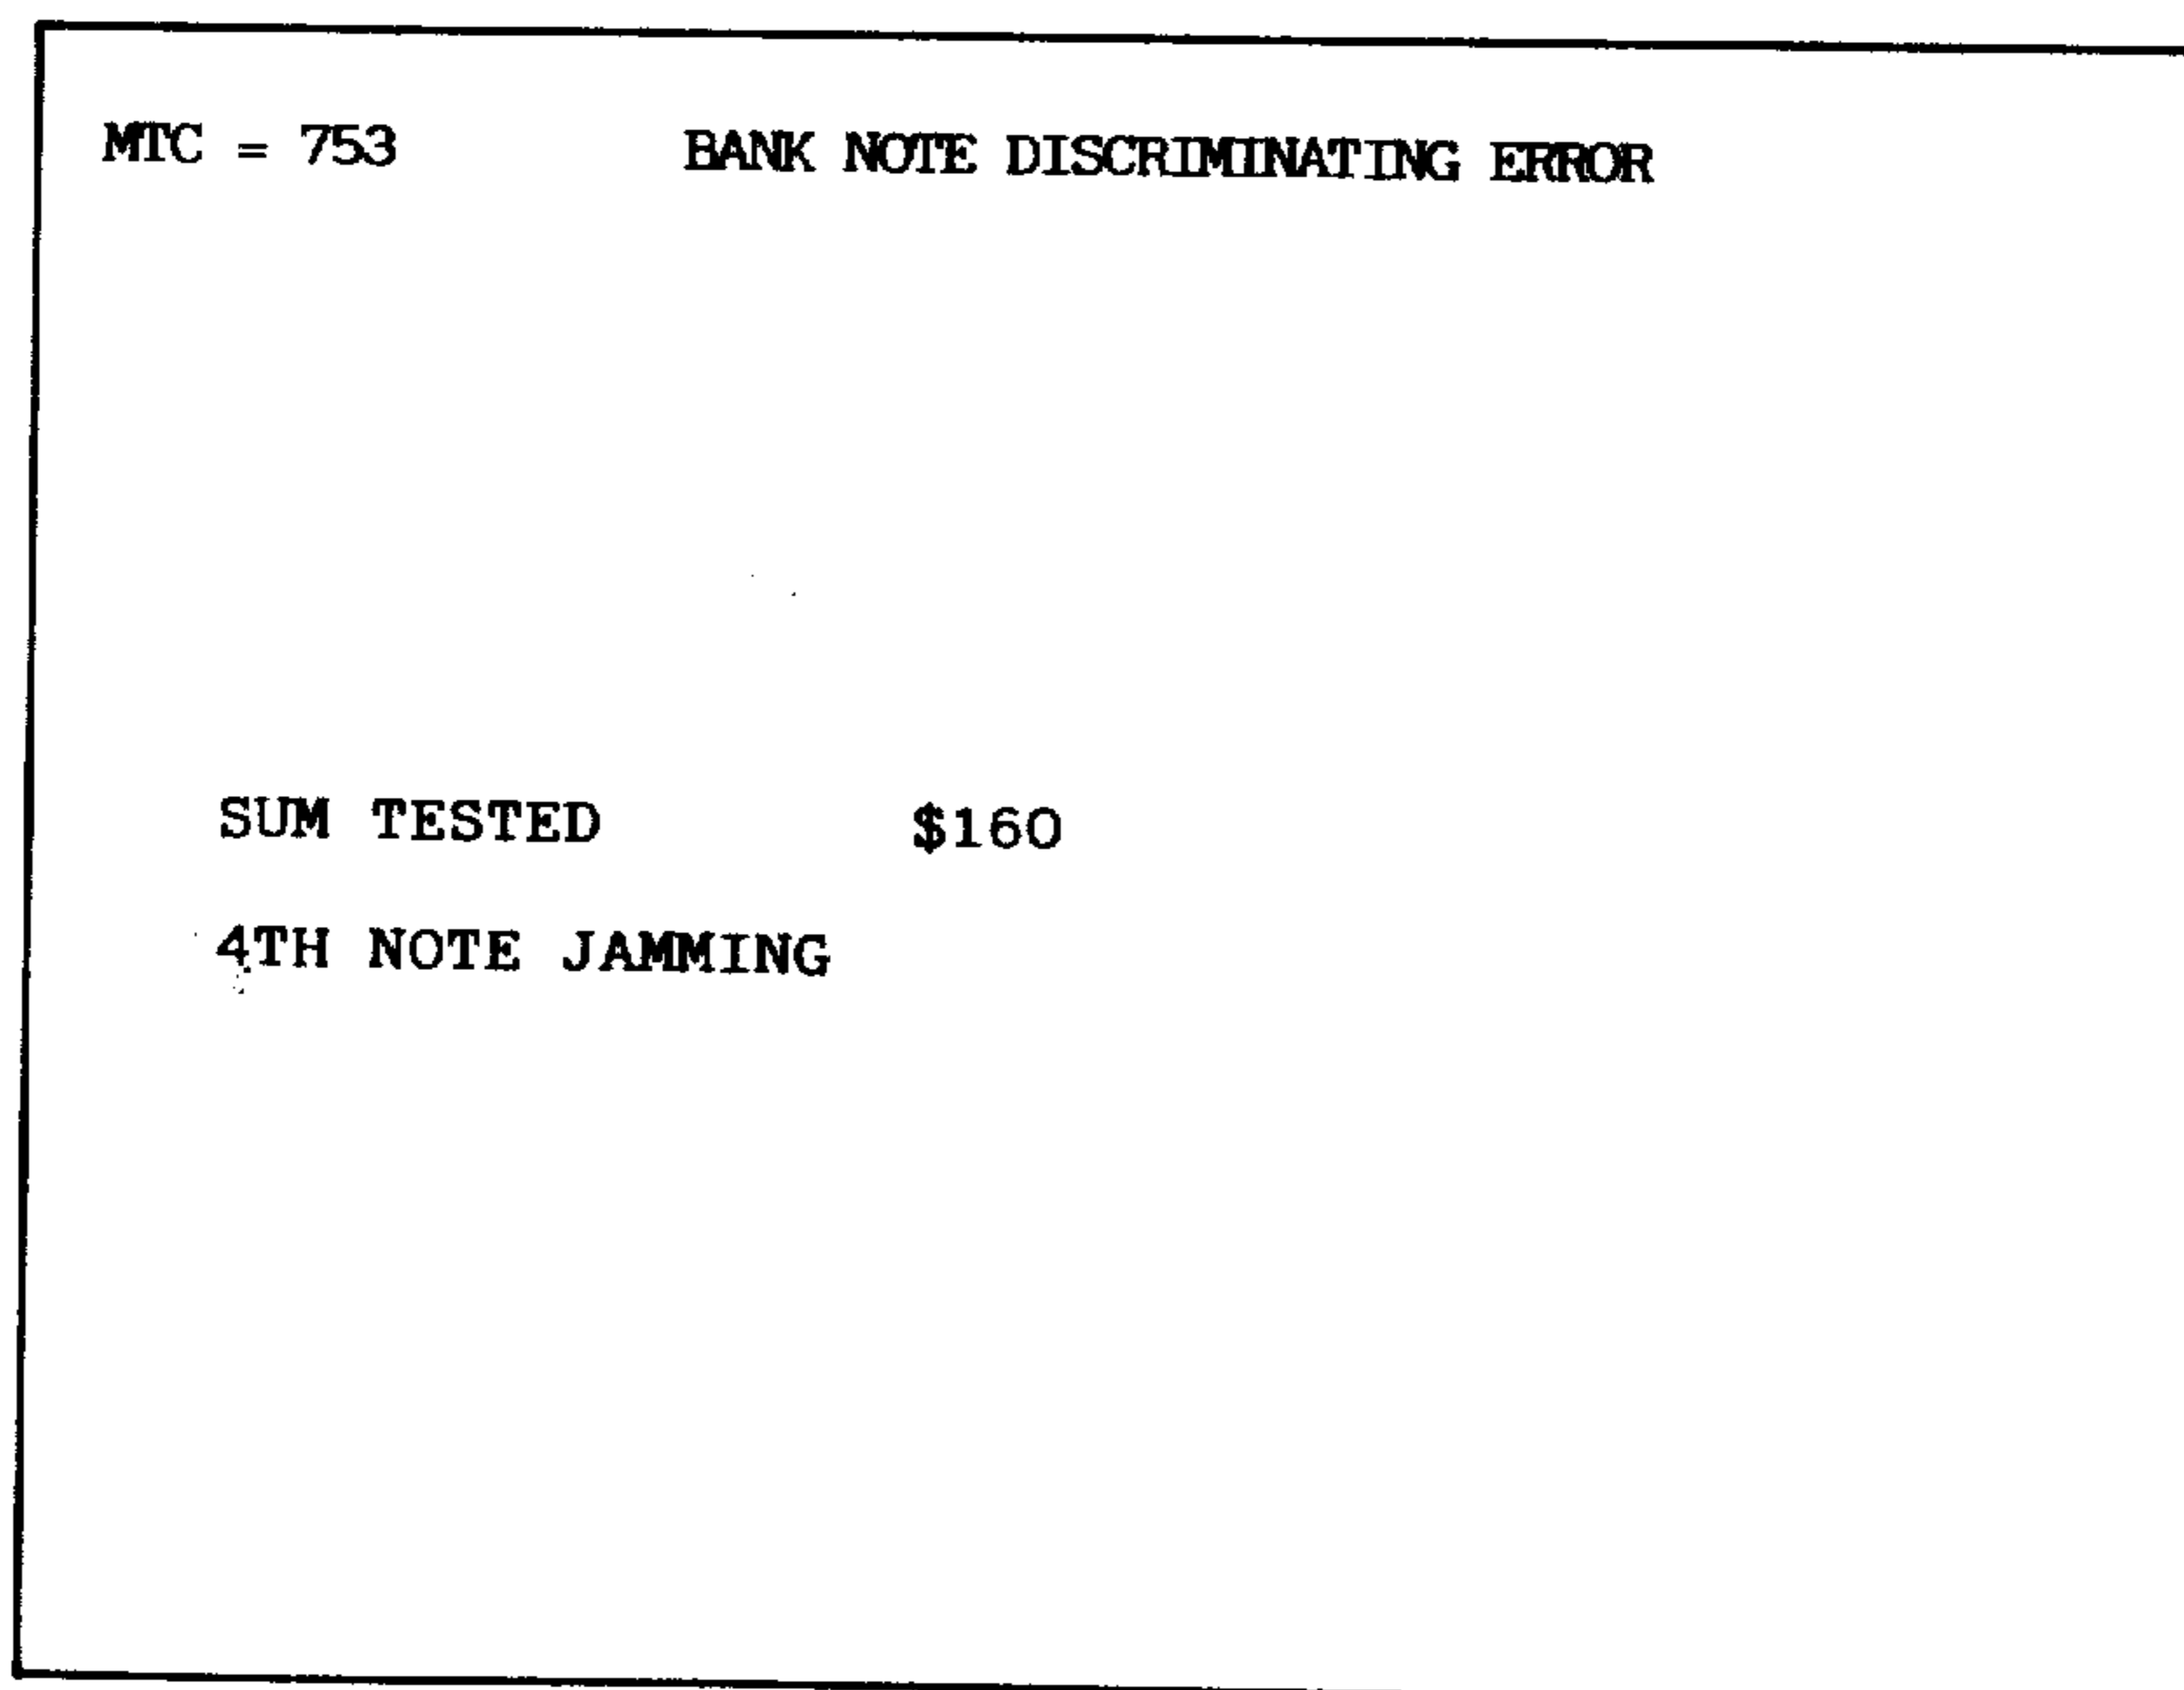 MTC = 753 BANK NOTE DISCRIMINATING ERROR
SUM TESTED $160
4TH NOTE JAMMING